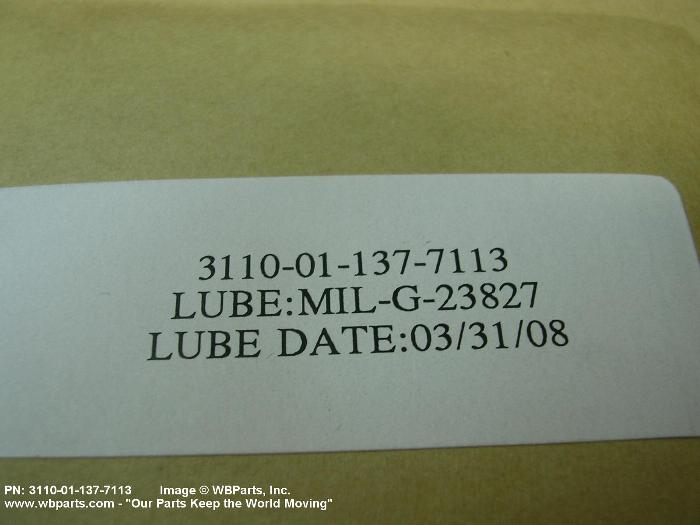 3110-01-137-7113
LUBE:MIL-G-23827
LUBE DATE:03/31/08
PN: 3110-01-137-7113 Image © WBParts, Inc.
www.wbparts.com - "Our Parts Keep the World Moving"